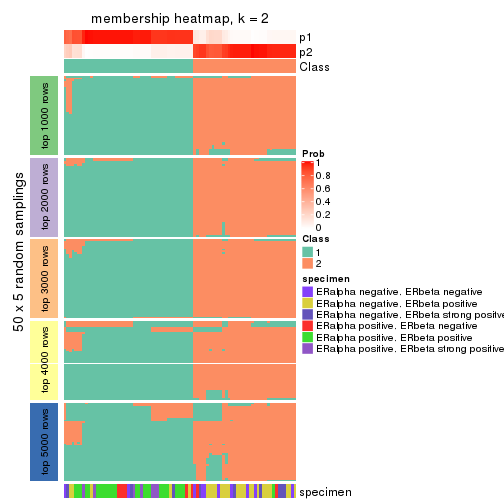 membership heatmap, k = 2
p1
p2
Class
50 x 5 random samplings
top 1000 rows
top 2000 rows
top 3000 rows
top 4000 rows
top 5000 rows
specimen
Prob
1
0.8
0.6
0.4
0.2
0
Class
1
2
specimen
ERalpha negative. ERbeta negative
ERalpha negative. ERbeta positive
ERalpha negative. ERbeta strong positive
ERalpha positive. ERbeta negative
ERalpha positive. ERbeta positive
ERalpha positive. ERbeta strong positive